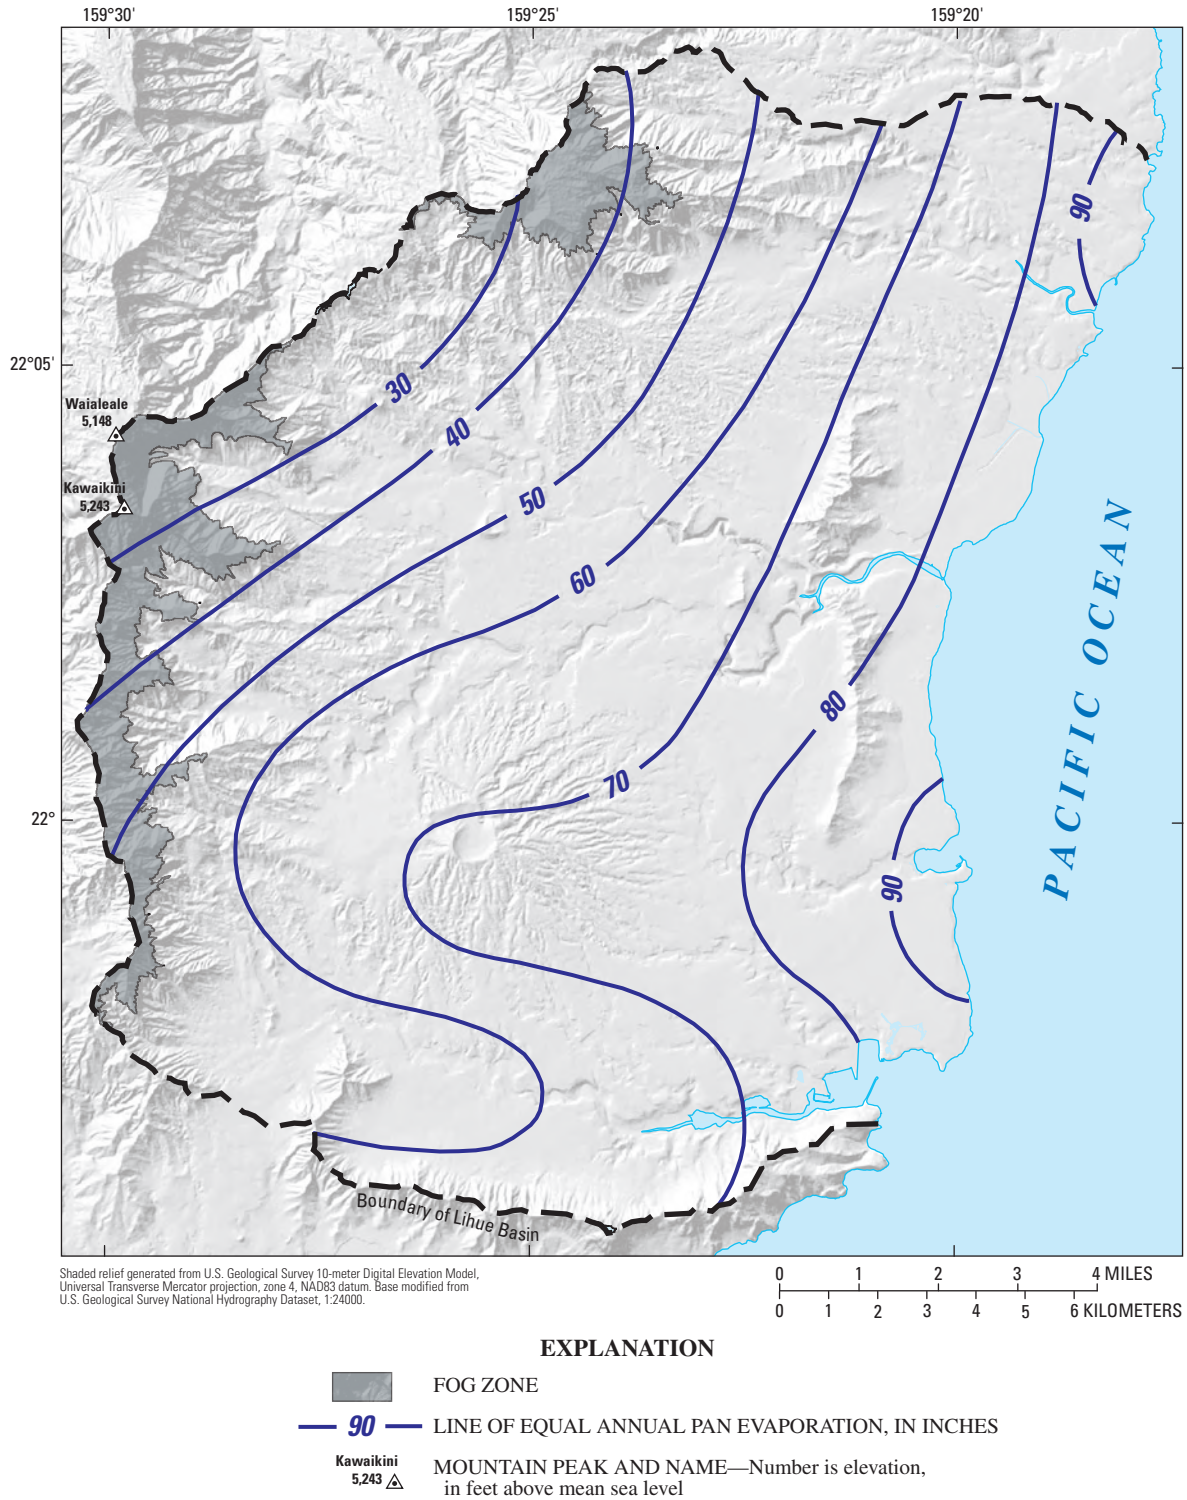 159°30'
159°25'
159°20'
90
22°05'
30
Waialeale
5,148
40
Kawaikini
5,243
50
60
PACIFIC OCEAN
80
70
22°
90
Boundary of Lihue Basin
Shaded relief generated from U.S. Geological Survey 10-meter Digital Elevation Model,
Universal Transverse Mercator projection, zone 4, NAD83 datum. Base modified from
U.S. Geological Survey National Hydrography Dataset, 1:24000.
0 1 2 3 4 MILES
0 1 2 3 4 5 6 KILOMETERS
EXPLANATION
FOG ZONE
90 LINE OF EQUAL ANNUAL PAN EVAPORATION, IN INCHES
Kawaikini
5,243
MOUNTAIN PEAK AND NAME—Number is elevation,
in feet above mean sea level